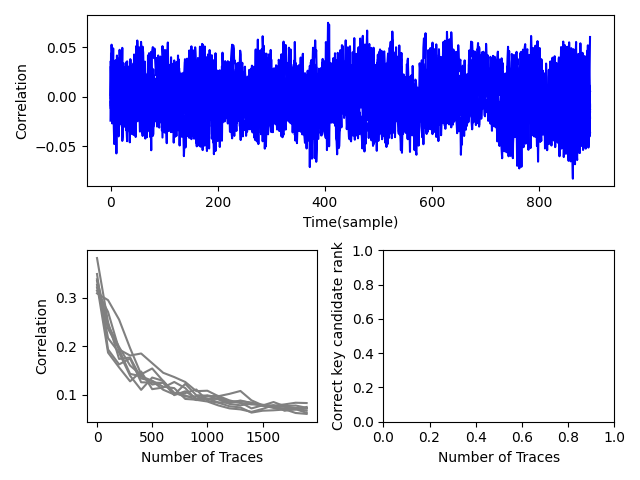 0.05
0.00
−0.05
Correlation
0 200 400 600 800
Time(sample)
0.3
0.2
0.1
Correlation
0 500 1000 1500
Number of Traces
1.0
0.8
0.6
0.4
0.2
0.0
Correct key candidate rank
0.0 0.2 0.4 0.6 0.8 1.0
Number of Traces